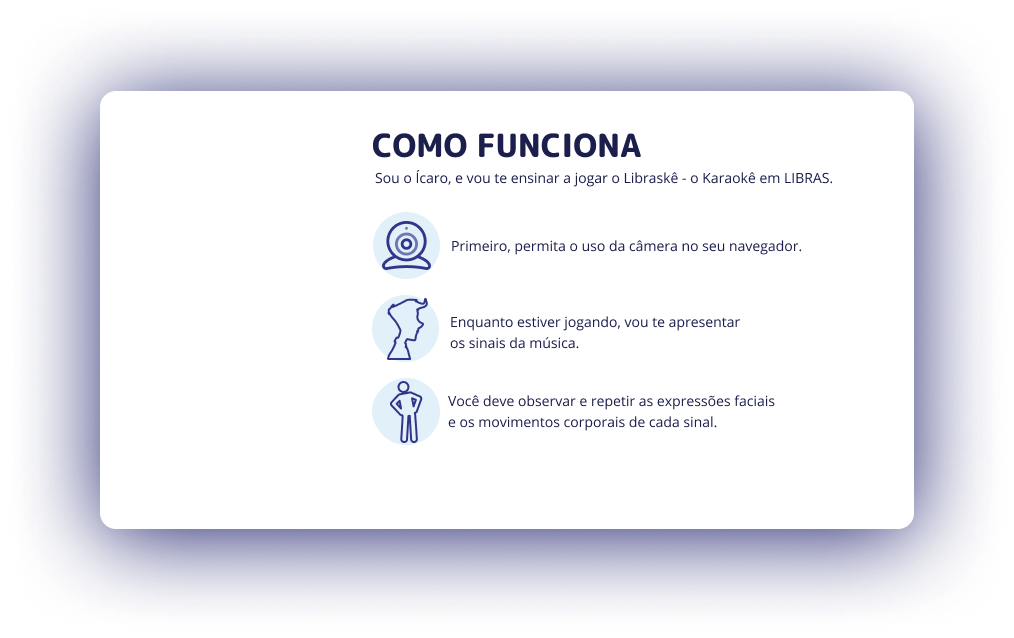 COMO FUNCIONA
Sou o Ícaro, e vou te ensinar a jogar o Libraskê - o Karaokê em LIBRAS.
Primeiro, permita o uso da câmera no seu navegador.
Enquanto estiver jogando, vou te apresentar
os sinais da música.
Você deve observar e repetir as expressões faciais
e os movimentos corporais de cada sinal.